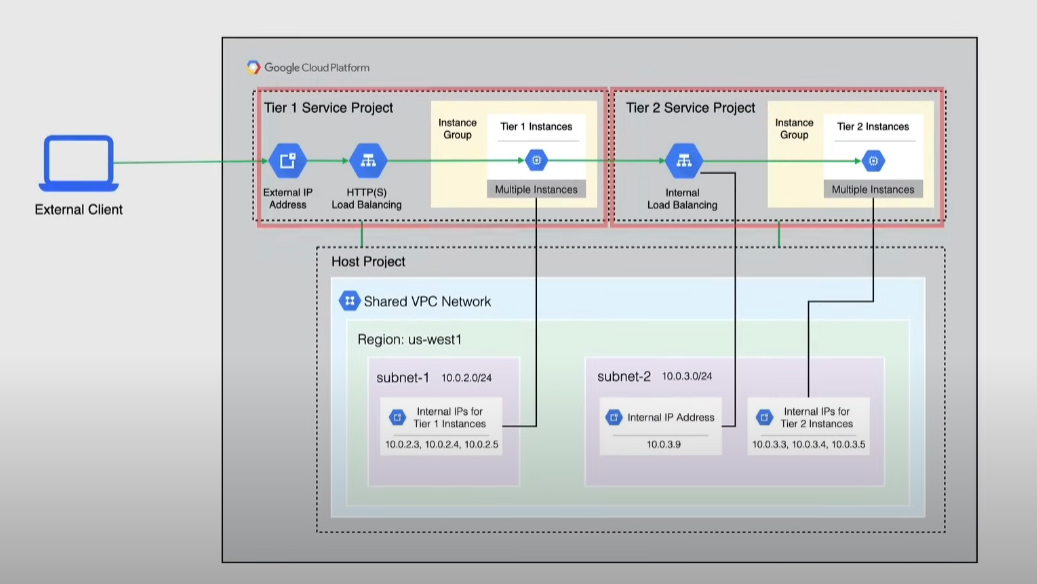 Google Cloud Platform
Tier 1 Service Project
Instance
Group
Tier 1 Instances
Multiple Instances
External IP
Address
HTTP(S)
Load Balancing
Tier 2 Service Project
Instance
Group
Tier 2 Instances
Multiple Instances
Internal
Load Balancing
External Client
Host Project
Shared VPC Network
Region: us-west1
subnet-1 10.0.2.0/24
Internal IPs for
Tier 1 Instances
10.0.2.3, 10.0.2.4, 10.0.2.5
subnet-2 10.0.3.0/24
Internal IP Address
10.0.3.9
Internal IPs for
Tier 2 Instances
10.0.3.3, 10.0.3.4, 10.0.3.5